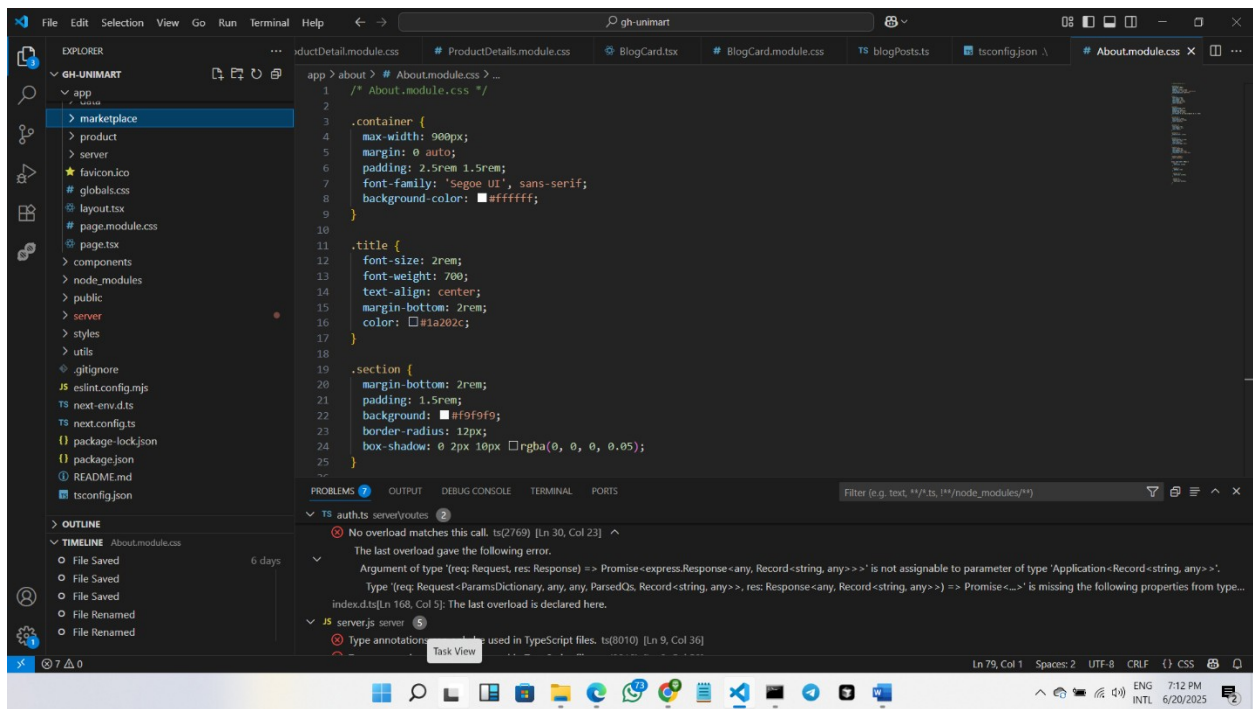 File Edit Selection View Go Run Terminal Help
gh-unimart
EXPLORER
GH-UNIMART
app
data
marketplace
product
server
favicon.ico
globals.css
layout.tsx
page.module.css
page.tsx
components
node_modules
public
server
styles
utils
.gitignore
eslint.config.mjs
next-env.d.ts
next.config.ts
package-lock.json
package.json
README.md
tsconfig.json
OUTLINE
TIMELINE About.module.css
File Saved 6 days
File Saved
File Saved
File Renamed
File Renamed
ductDetail.module.css # ProductDetails.module.css BlogCard.tsx # BlogCard.module.css TS blogPosts.ts tsconfig.json .\ # About.module.css
app > about > # About.module.css > ...
1 /* About.module.css */
2
3 .container {
4 max-width: 900px;
5 margin: 0 auto;
6 padding: 2.5rem 1.5rem;
7 font-family: 'Segoe UI', sans-serif;
8 background-color: #ffffff;
9 }
10
11 .title {
12 font-size: 2rem;
13 font-weight: 700;
14 text-align: center;
15 margin-bottom: 2rem;
16 color: #1a202c;
17 }
18
19 .section {
20 margin-bottom: 2rem;
21 padding: 1.5rem;
22 background: #f9f9f9;
23 border-radius: 12px;
24 box-shadow: 0 2px 10px rgba(0, 0, 0, 0.05);
25 }
PROBLEMS 7 OUTPUT DEBUG CONSOLE TERMINAL PORTS
Filter (e.g. text, **/*.ts, !**/node_modules/**)
TS auth.ts server\routes 2
No overload matches this call. ts(2769) [Ln 30, Col 23]
The last overload gave the following error.
Argument of type '(req: Request, res: Response) => Promise<express.Response<any, Record<string, any>>>' is not assignable to parameter of type 'Application<Record<string, any>>'.
Type '(req: Request<ParamsDictionary, any, any, ParsedQs, Record<string, any>>, res: Response<any, Record<string, any>>) => Promise<...>' is missing the following properties from type...
index.d.ts[Ln 168, Col 5]: The last overload is declared here.
JS server.js server 5
Type annotations be used in TypeScript files. ts(8010) [Ln 9, Col 36]
Task View
7 0
Ln 79, Col 1 Spaces: 2 UTF-8 CRLF {} CSS
73
ENG
INTL
7:12 PM
6/20/2025
2